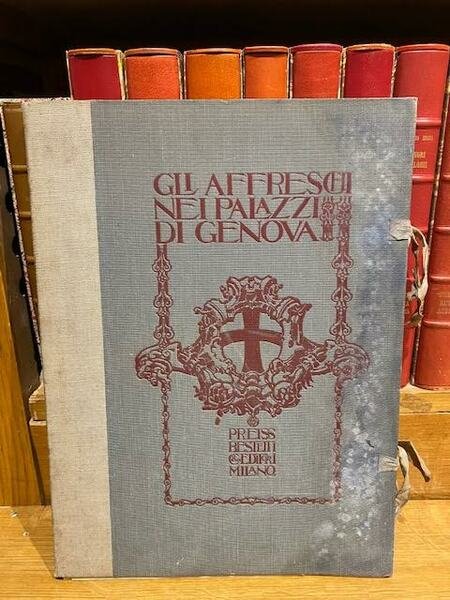 GLI AFFRESCHI
NEI PALAZZI
DI GENOVA
PREISS
BESTETTI
& C EDITORI
MILANO